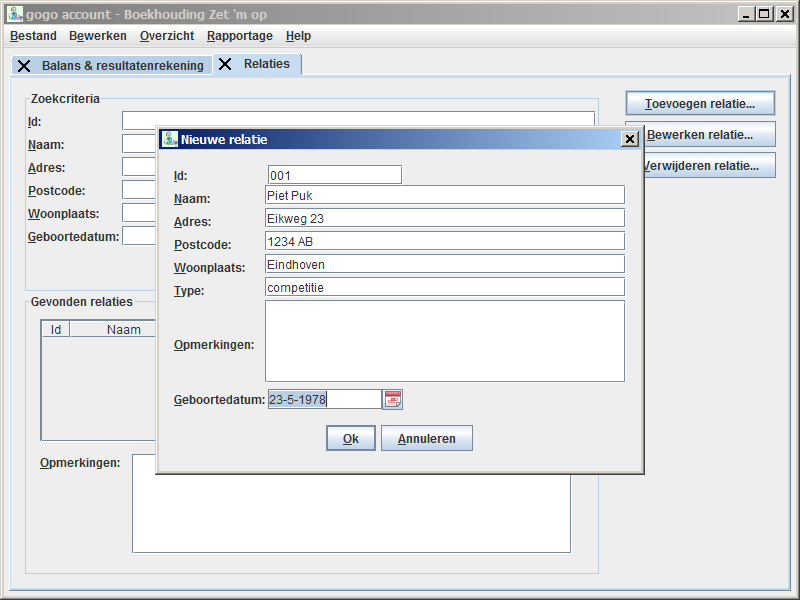 gogo account - Boekhouding Zet 'm op
Bestand Bewerken Overzicht Rapportage Help
Balans & resultatenrekening Relaties
Zoekcriteria
Id:
Naam:
Adres:
Postcode:
Woonplaats:
Geboortedatum:
Toevoegen relatie...
Bewerken relatie...
Verwijderen relatie...
Gevonden relaties
Id Naam
Opmerkingen:
Nieuwe relatie
Id: 001
Naam: Piet Puk
Adres: Eikweg 23
Postcode: 1234 AB
Woonplaats: Eindhoven
Type: competitie
Opmerkingen:
Geboortedatum: 23-5-1978
Ok Annuleren